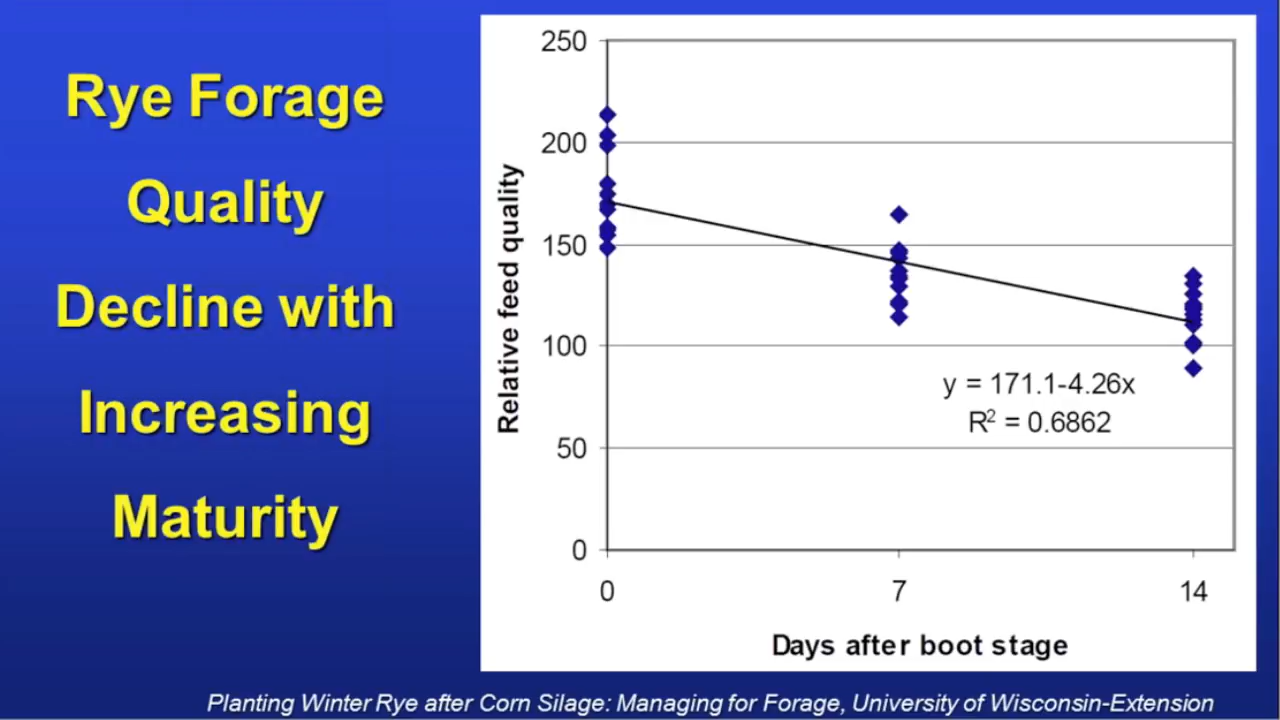 Rye Forage
Quality
Decline with
Increasing
Maturity
250
200
150
100
50
0
Relative feed quality
y = 171.1-4.26x
R² = 0.6862
0 7 14
Days after boot stage
Planting Winter Rye after Corn Silage: Managing for Forage, University of Wisconsin-Extension